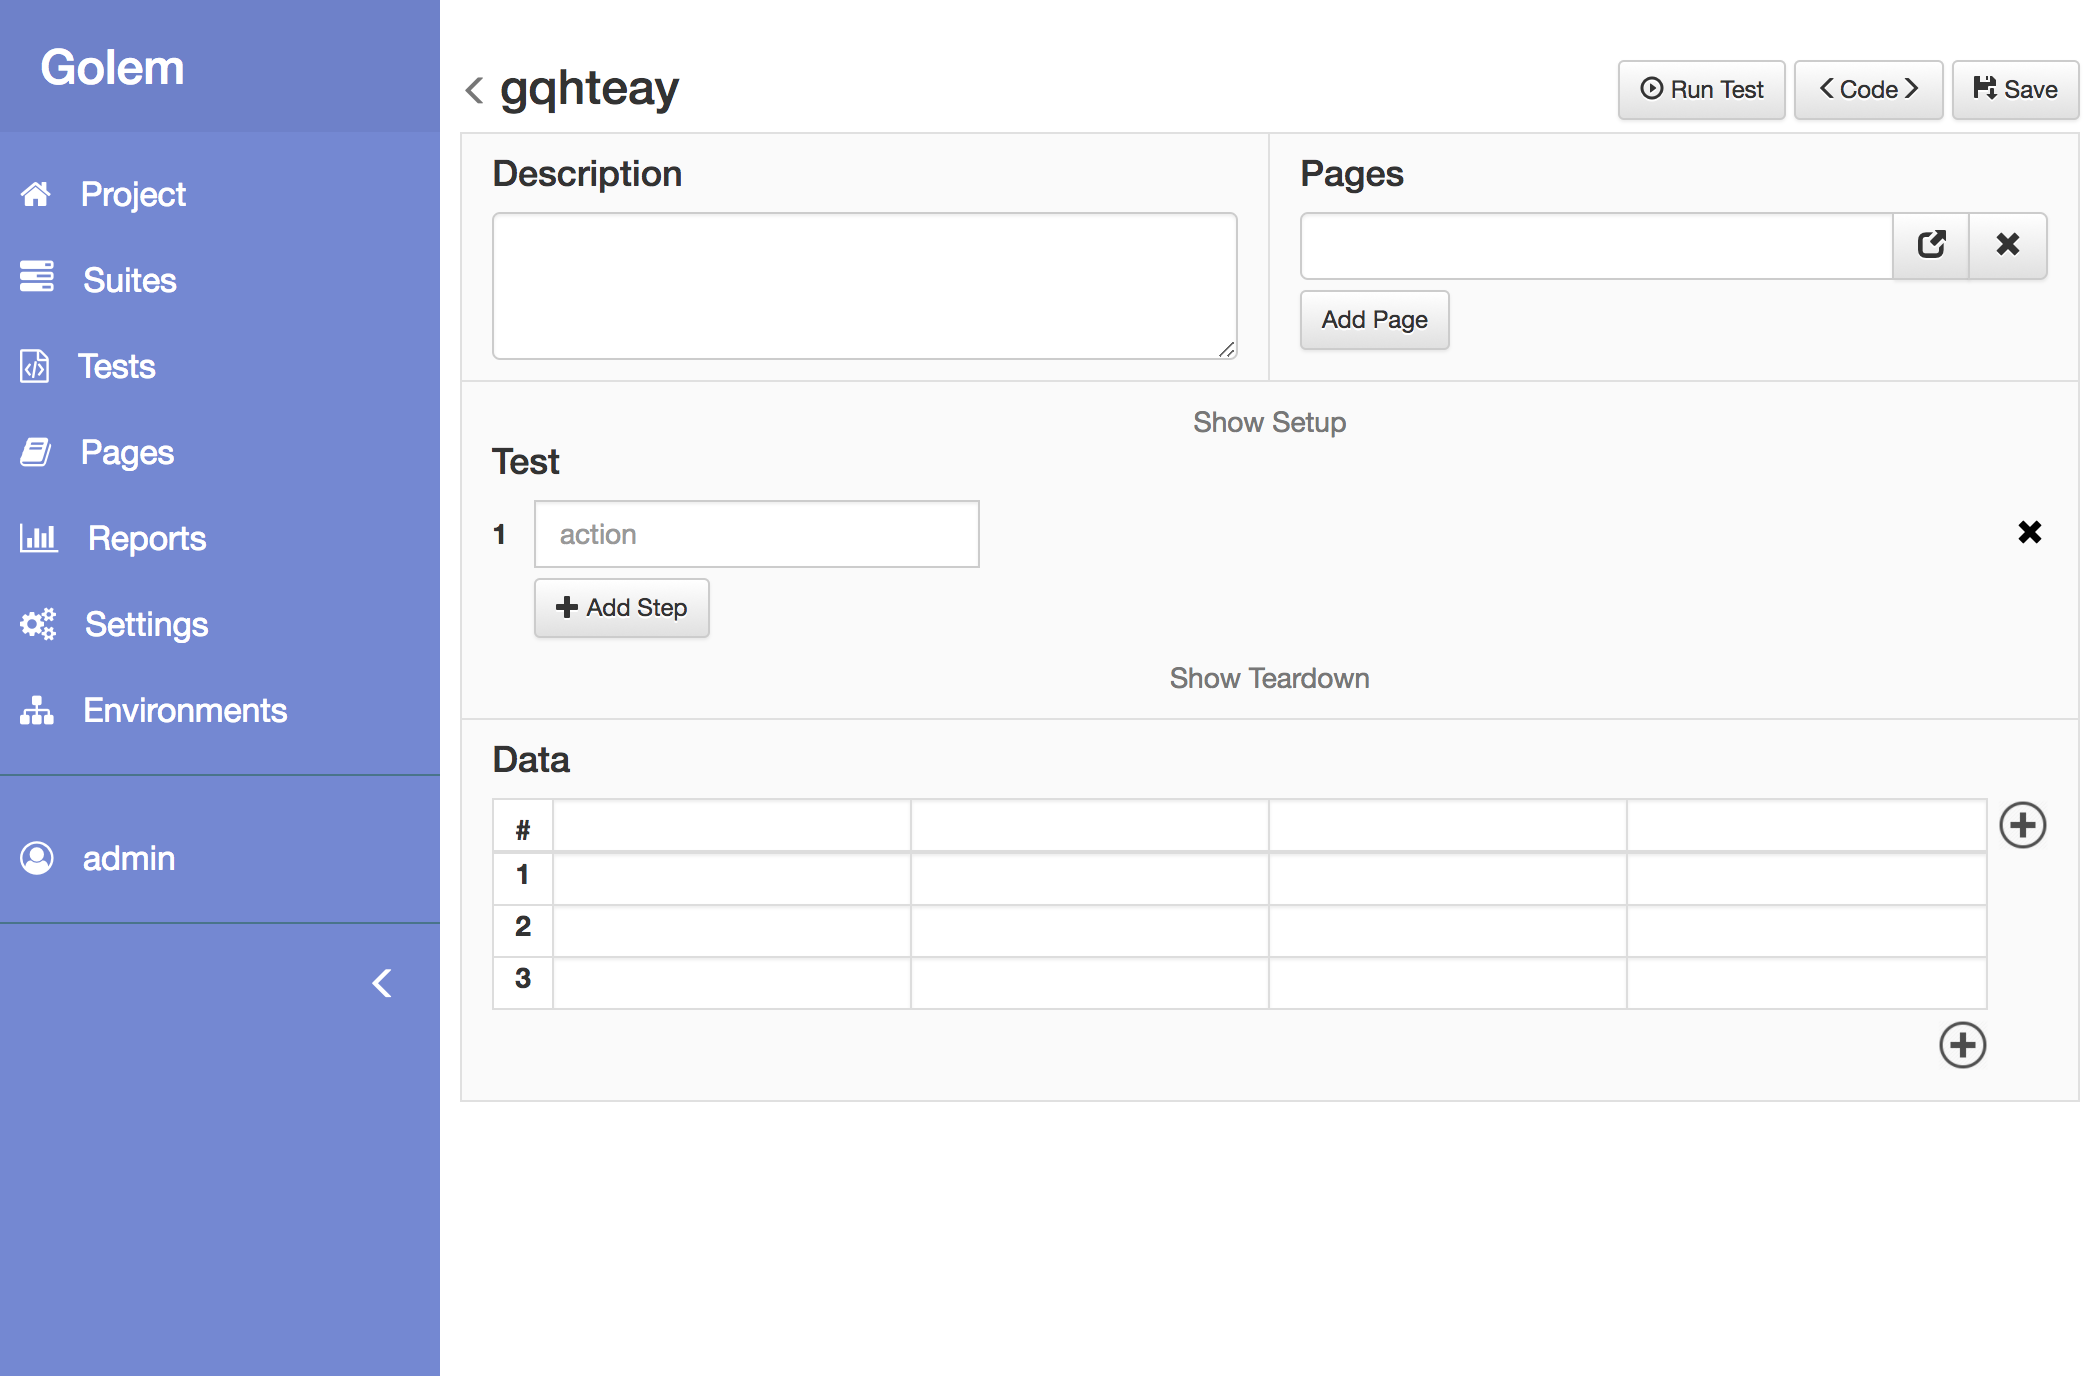 Golem
Project
Suites
Tests
Pages
Reports
Settings
Environments
admin
gqhteay
Run Test
Code
Save
Description
Pages
Add Page
Show Setup
Test
1 action
Add Step
Show Teardown
Data
#
1
2
3